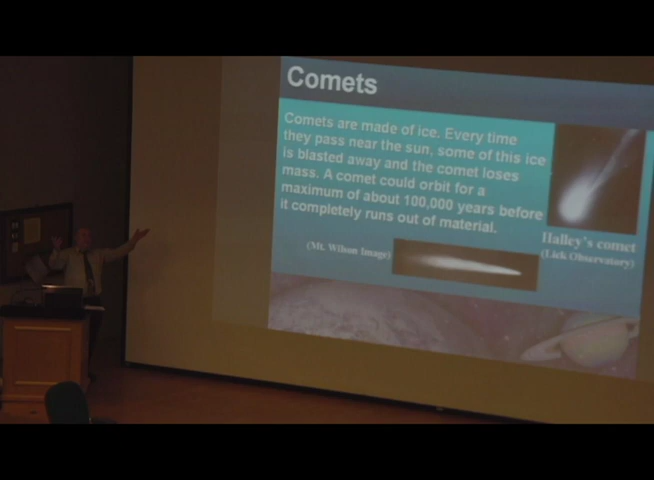 Comets
Comets are made of ice. Every time
they pass near the sun, some of this ice
is blasted away and the comet loses
mass. A comet could orbit for a
maximum of about 100,000 years before
it completely runs out of material.
Halley's comet
(Lick Observatory)
(Mt. Wilson Image)